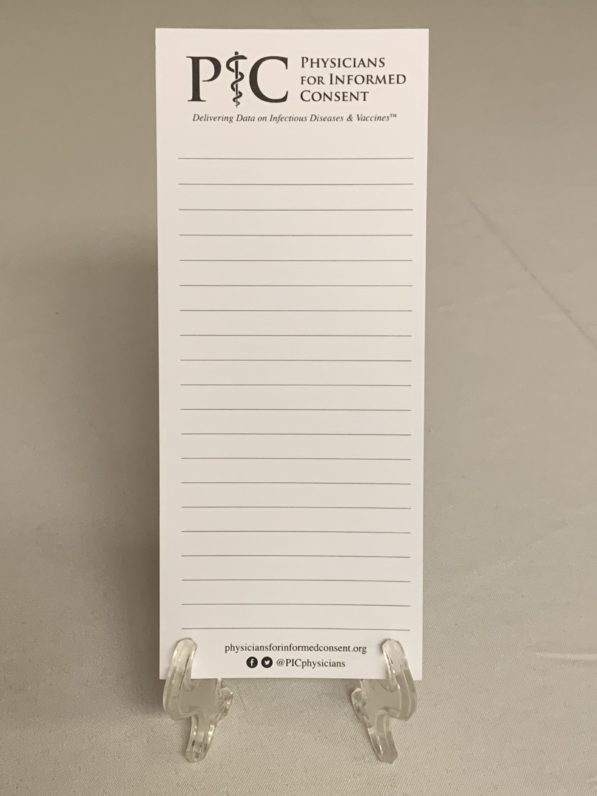 PIC
PHYSICIANS
FOR INFORMED
CONSENT
Delivering Data on Infectious Diseases & Vaccines™
physiciansforinformedconsent.org
@PICphysicians